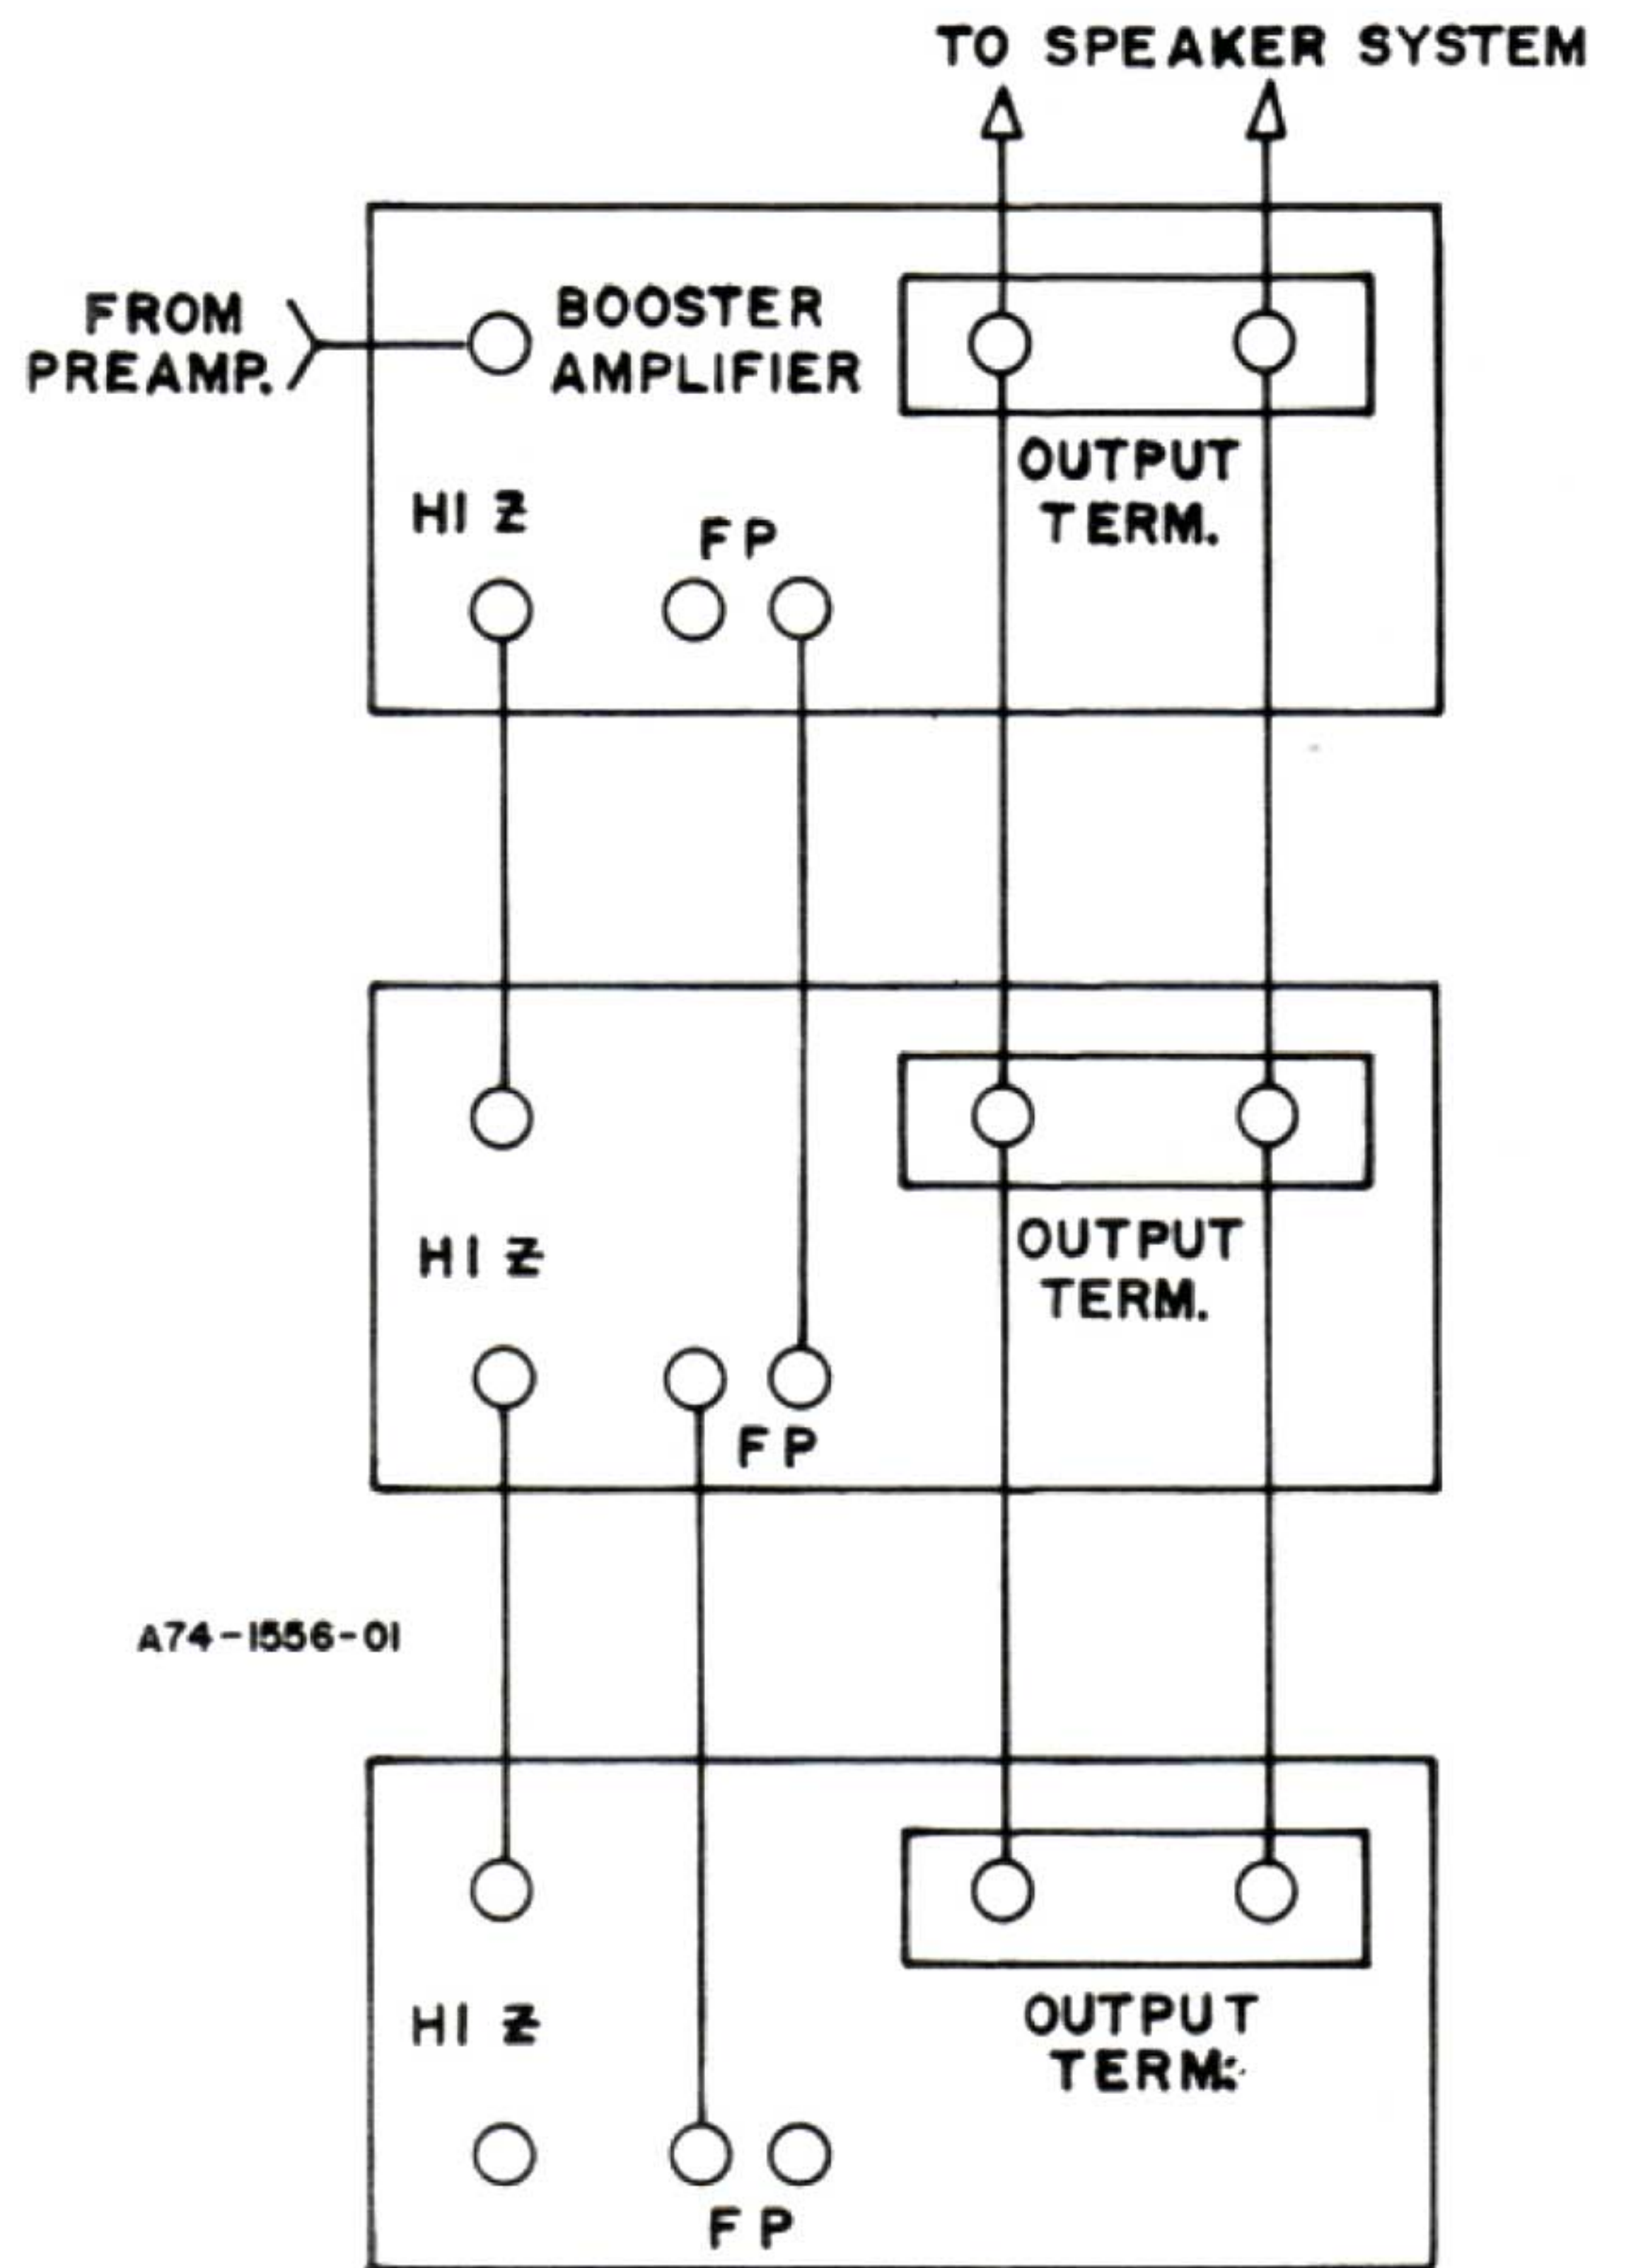 TO SPEAKER SYSTEM
FROM
PREAMP.
BOOSTER
AMPLIFIER
OUTPUT
TERM.
HI Z
FP
OUTPUT
TERM.
HI Z
FP
A74-1556-01
OUTPUT
TERM.
HI Z
FP